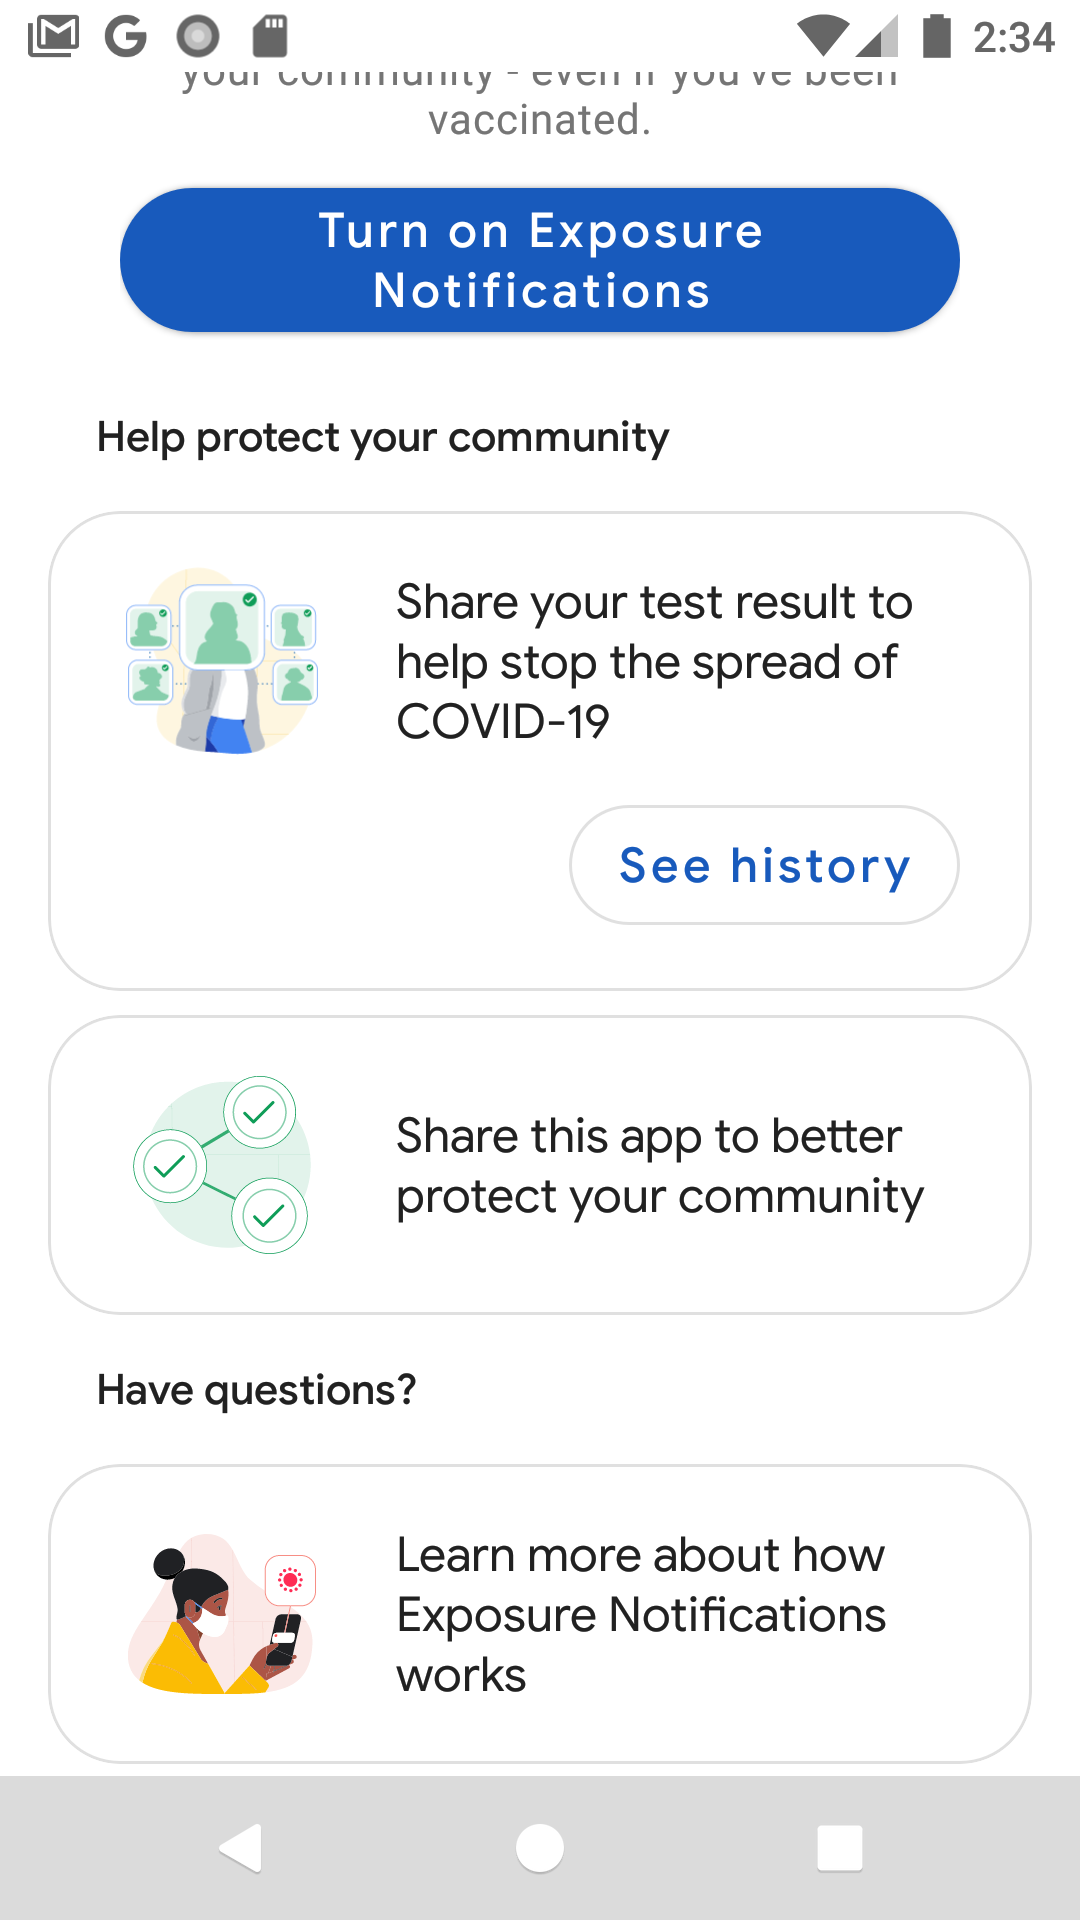 2:34
your community - even if you've been
vaccinated.
Turn on Exposure
Notifications
Help protect your community
Share your test result to
help stop the spread of
COVID-19
See history
Share this app to better
protect your community
Have questions?
Learn more about how
Exposure Notifications
works